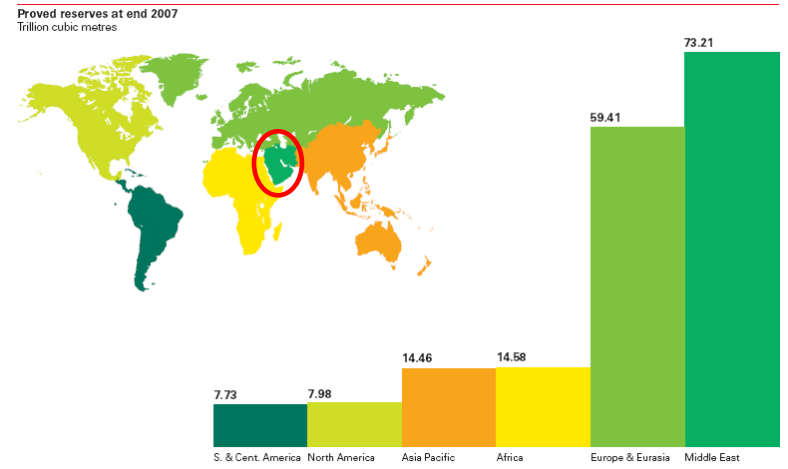 Proved reserves at end 2007
Trillion cubic metres
73.21
59.41
14.46
14.58
7.73
7.98
S. & Cent. America
North America
Asia Pacific
Africa
Europe & Eurasia
Middle East